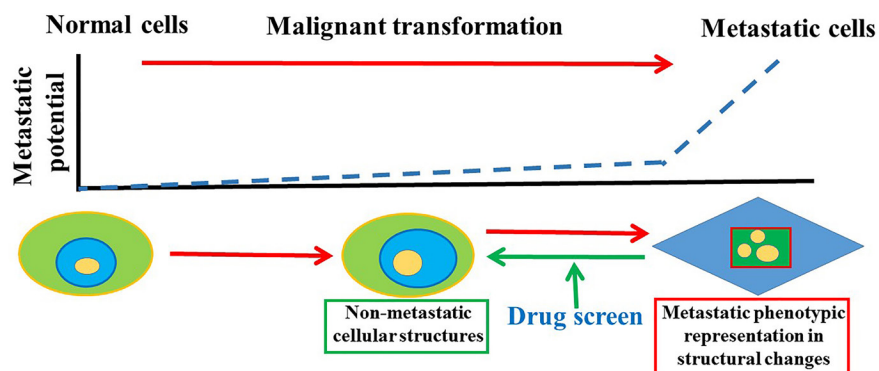 Normal cells
Malignant transformation
Metastatic cells
Metastatic
potential
Non-metastatic
cellular structures
Drug screen
Metastatic phenotypic
representation in
structural changes